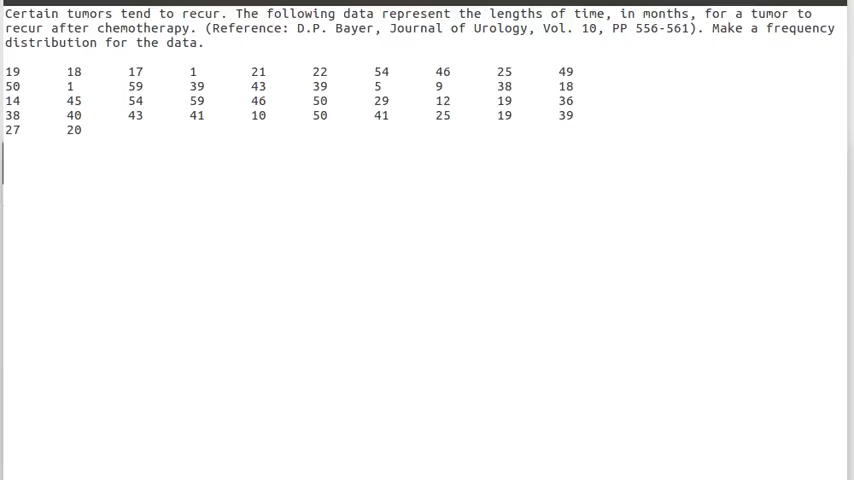 Certain tumors tend to recur. The following data represent the lengths of time, in months, for a tumor to
recur after chemotherapy. (Reference: D.P. Bayer, Journal of Urology, Vol. 10, PP 556-561). Make a frequency
distribution for the data.
19 18 17 1 21 22 54 46 25 49
50 1 59 39 43 39 5 9 38 18
14 45 54 59 46 50 29 12 19 36
38 40 43 41 10 50 41 25 19 39
27 20